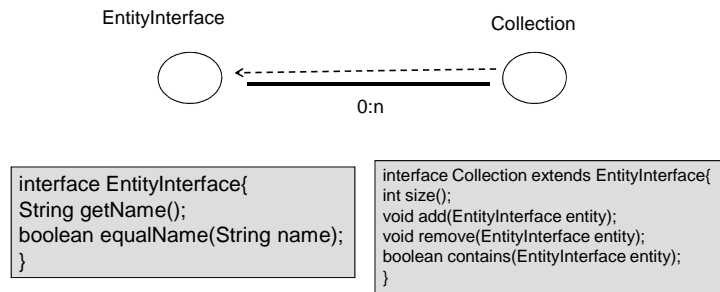 EntityInterface
Collection
0:n
interface EntityInterface{
String getName();
boolean equalName(String name);
}
interface Collection extends EntityInterface{
int size();
void add(EntityInterface entity);
void remove(EntityInterface entity);
boolean contains(EntityInterface entity);
}